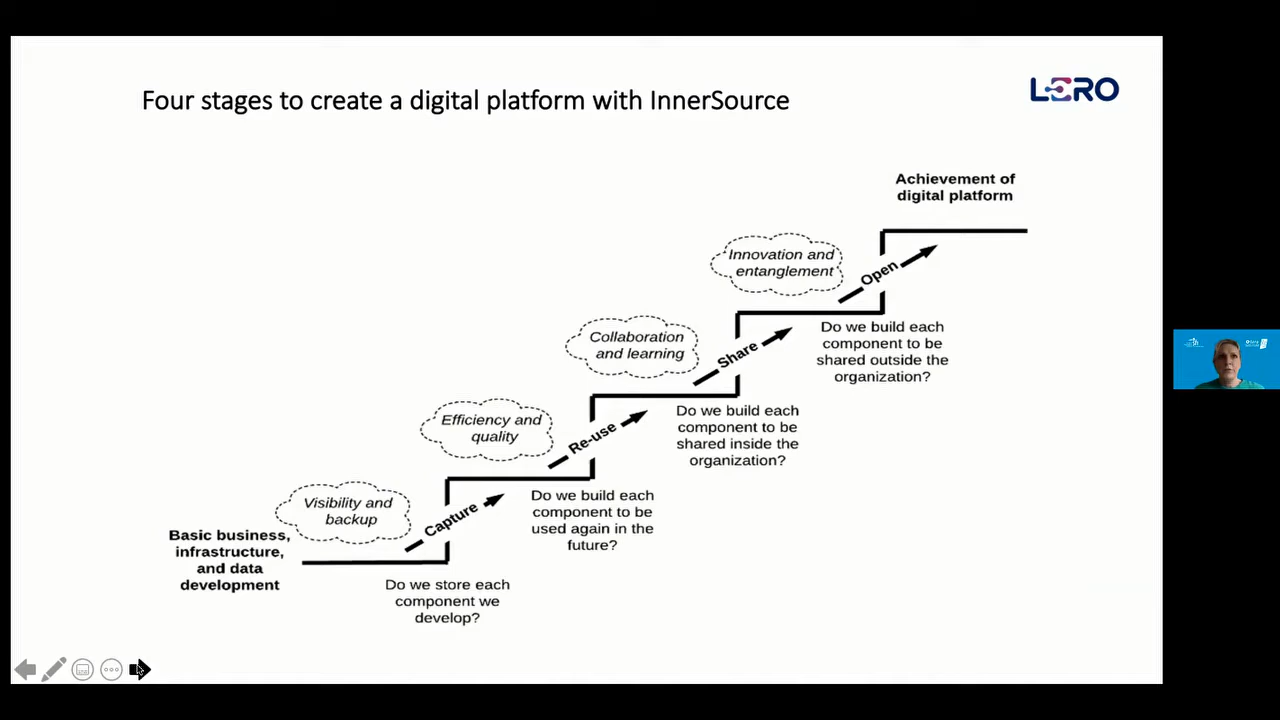 Four stages to create a digital platform with InnerSource
LERO
Achievement of
digital platform
Innovation and
entanglement
Open
Do we build each
component to be
shared outside the
organization?
Collaboration
and learning
Share
Do we build each
component to be
shared inside the
organization?
Efficiency and
quality
Re-use
Do we build each
component to be
used again in the
future?
Visibility and
backup
Capture
Basic business,
infrastructure,
and data
development
Do we store each
component we
develop?